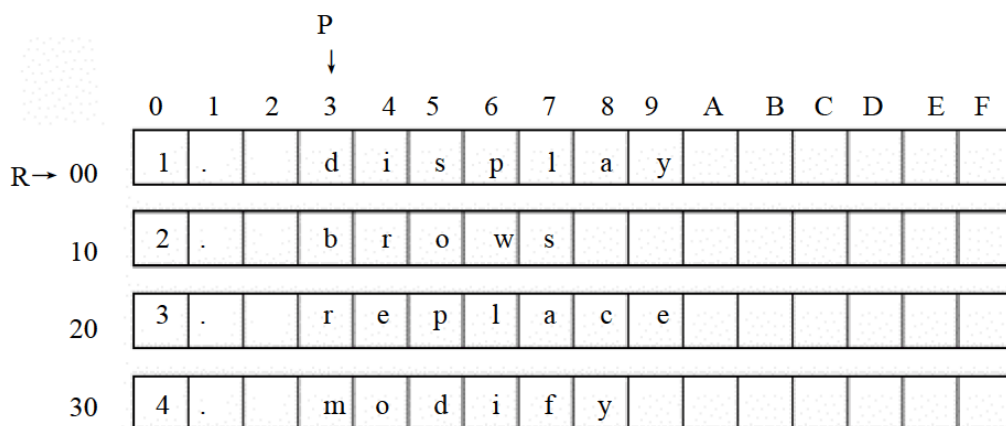 P
↓
0 1 2 3 4 5 6 7 8 9 A B C D E F
R→ 00 1 . d i s p l a y
10 2 . b r o w s
20 3 . r e p l a c e
30 4 . m o d i f y